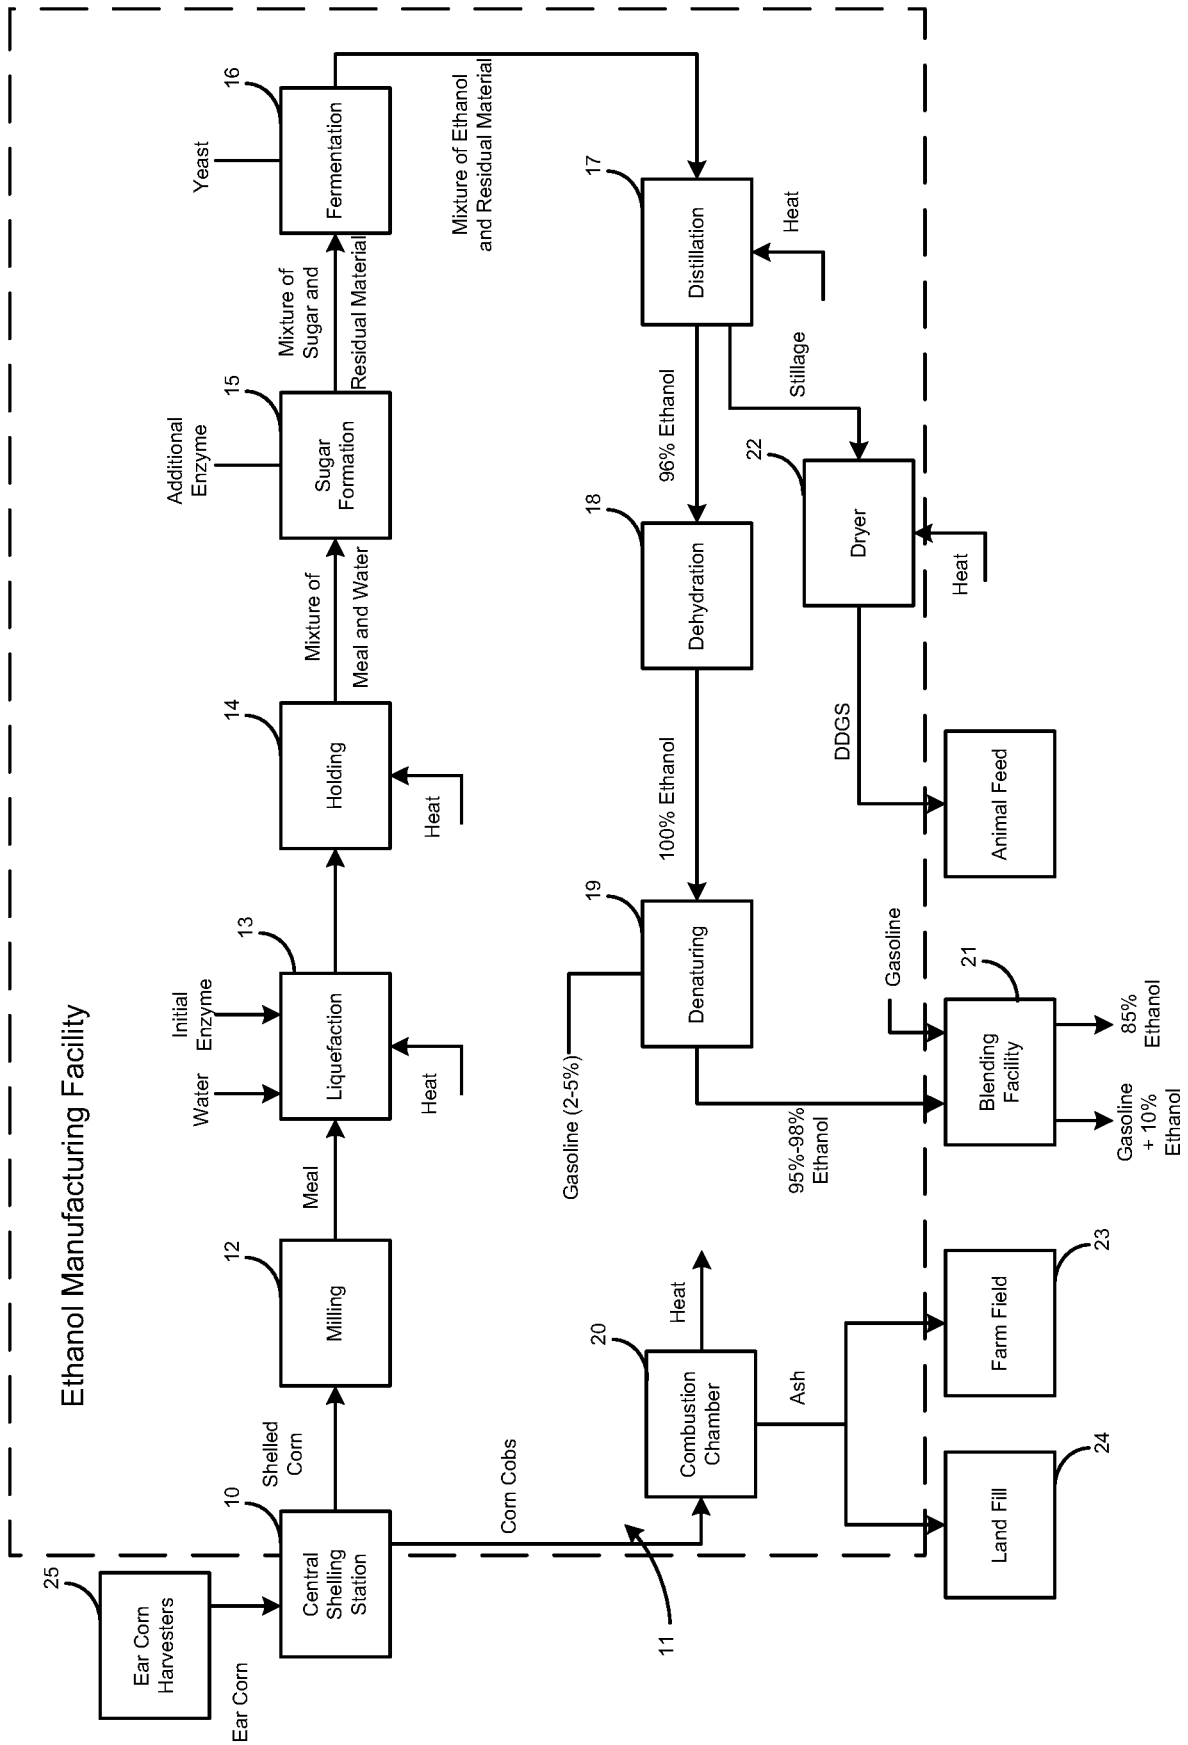 Ethanol Manufacturing Facility
25
Ear Corn
Harvesters
Ear Corn
10
Central
Shelling
Station
Shelled
Corn
12
Milling
Meal
Water
Initial
Enzyme
13
Liquefaction
Heat
14
Holding
Heat
Mixture of
Meal and Water
Additional
Enzyme
15
Sugar
Formation
Mixture of
Sugar and
Residual Material
Yeast
16
Fermentation
Mixture of Ethanol
and Residual Material
17
Distillation
Heat
96% Ethanol
Stillage
18
Dehydration
22
Dryer
Heat
100% Ethanol
DDGS
Animal Feed
19
Denaturing
Gasoline (2-5%)
95%-98%
Ethanol
Gasoline
21
Blending
Facility
85%
Ethanol
Gasoline
+ 10%
Ethanol
Corn Cobs
11
20
Combustion
Chamber
Heat
Ash
23
Farm Field
24
Land Fill